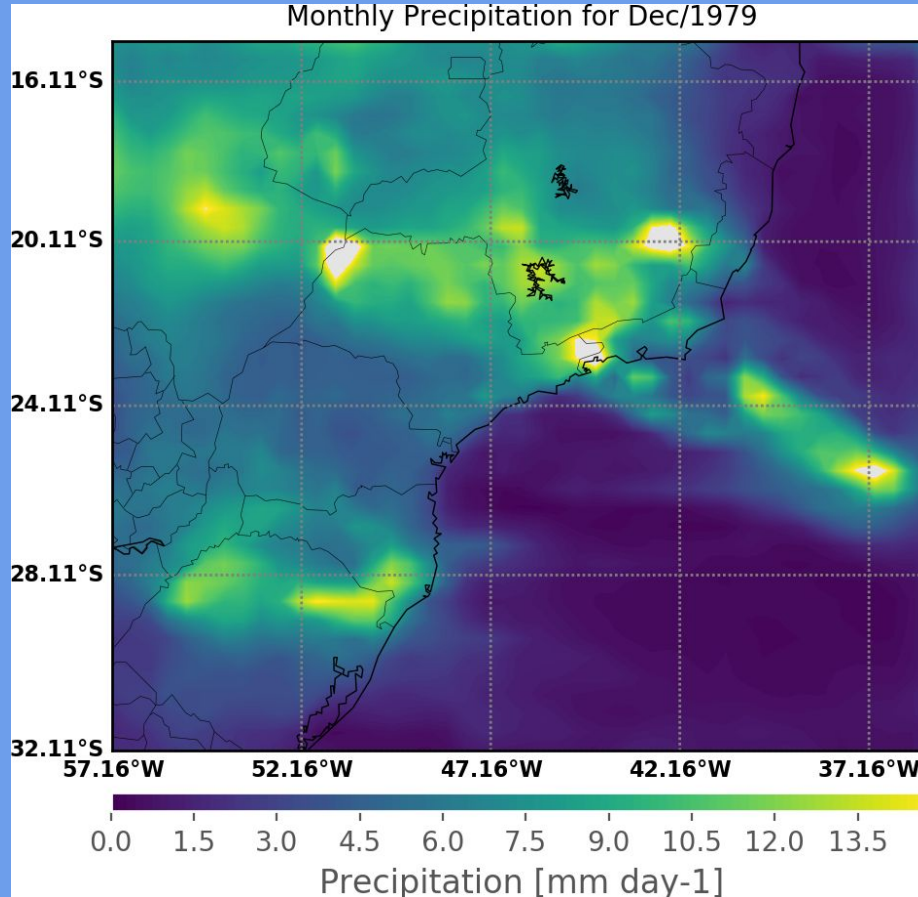 Monthly Precipitation for Dec/1979
16.11°S
20.11°S
24.11°S
28.11°S
32.11°S
57.16°W 52.16°W 47.16°W 42.16°W 37.16°W
0.0 1.5 3.0 4.5 6.0 7.5 9.0 10.5 12.0 13.5
Precipitation [mm day-1]